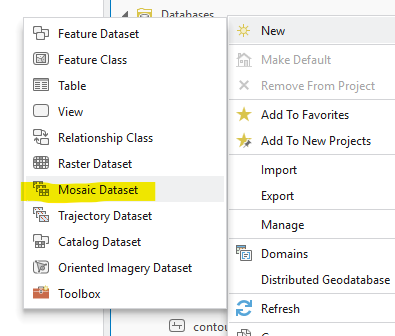 Databases
Feature Dataset
Feature Class
Table
View
Relationship Class
Raster Dataset
Mosaic Dataset
Trajectory Dataset
Catalog Dataset
Oriented Imagery Dataset
Toolbox
New
Make Default
Remove From Project
Add To Favorites
Add To New Projects
Import
Export
Manage
Domains
Distributed Geodatabase
Refresh
contou